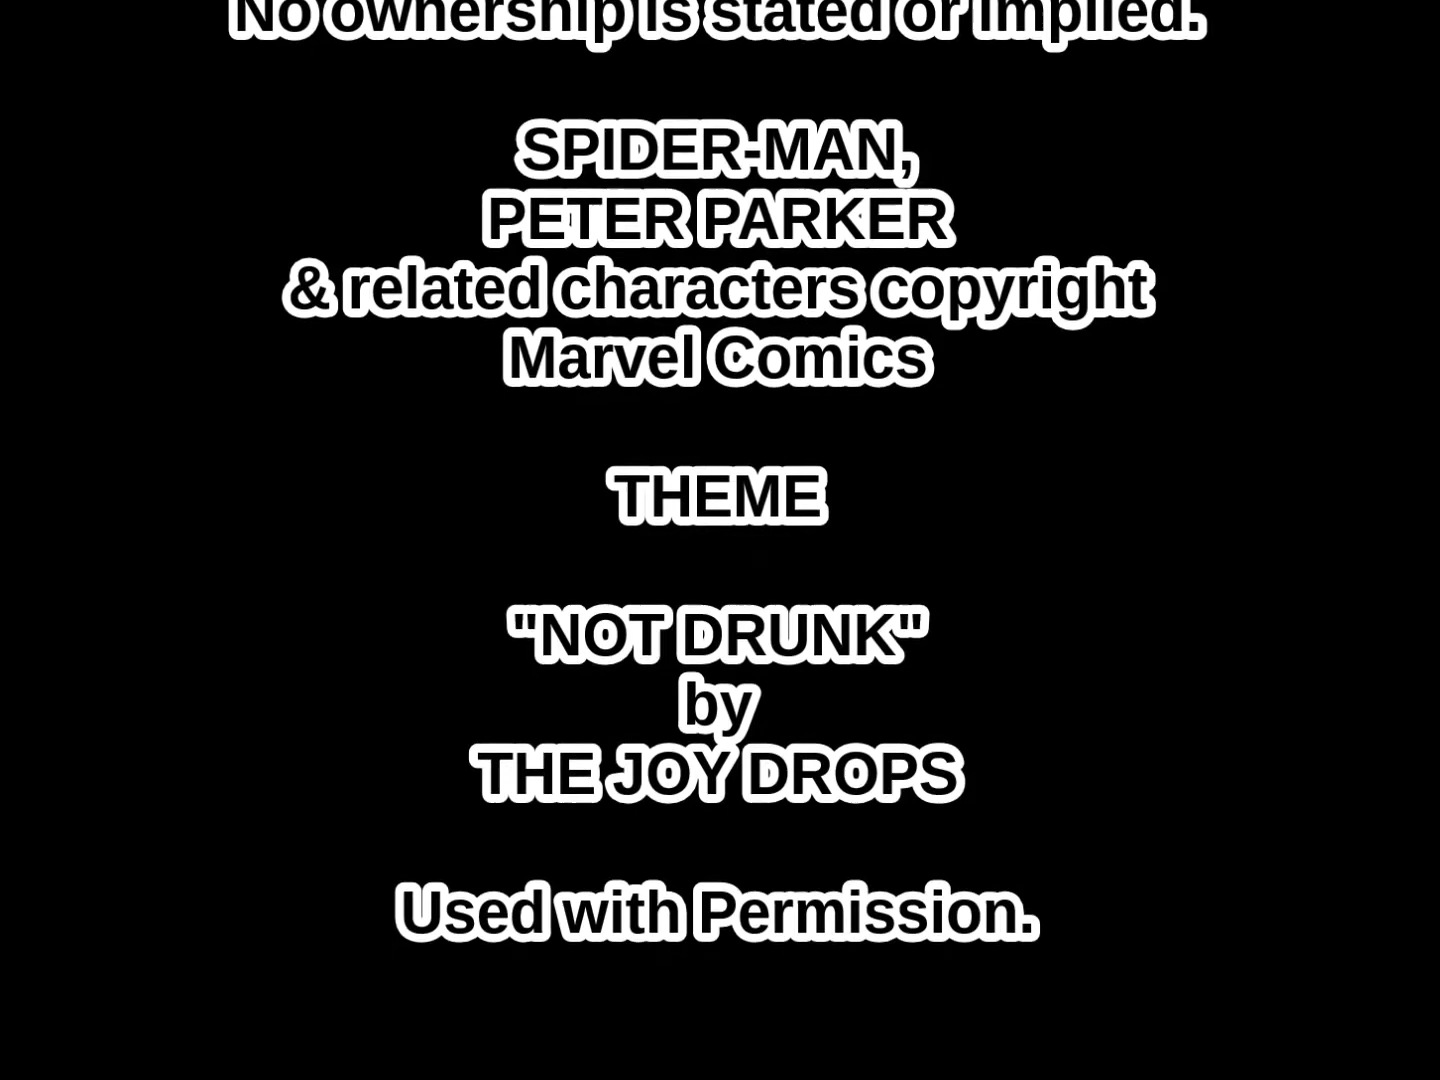 No ownership is stated or implied.
SPIDER-MAN,
PETER PARKER
& related characters copyright
Marvel Comics
THEME
"NOT DRUNK"
by
THE JOY DROPS
Used with Permission.